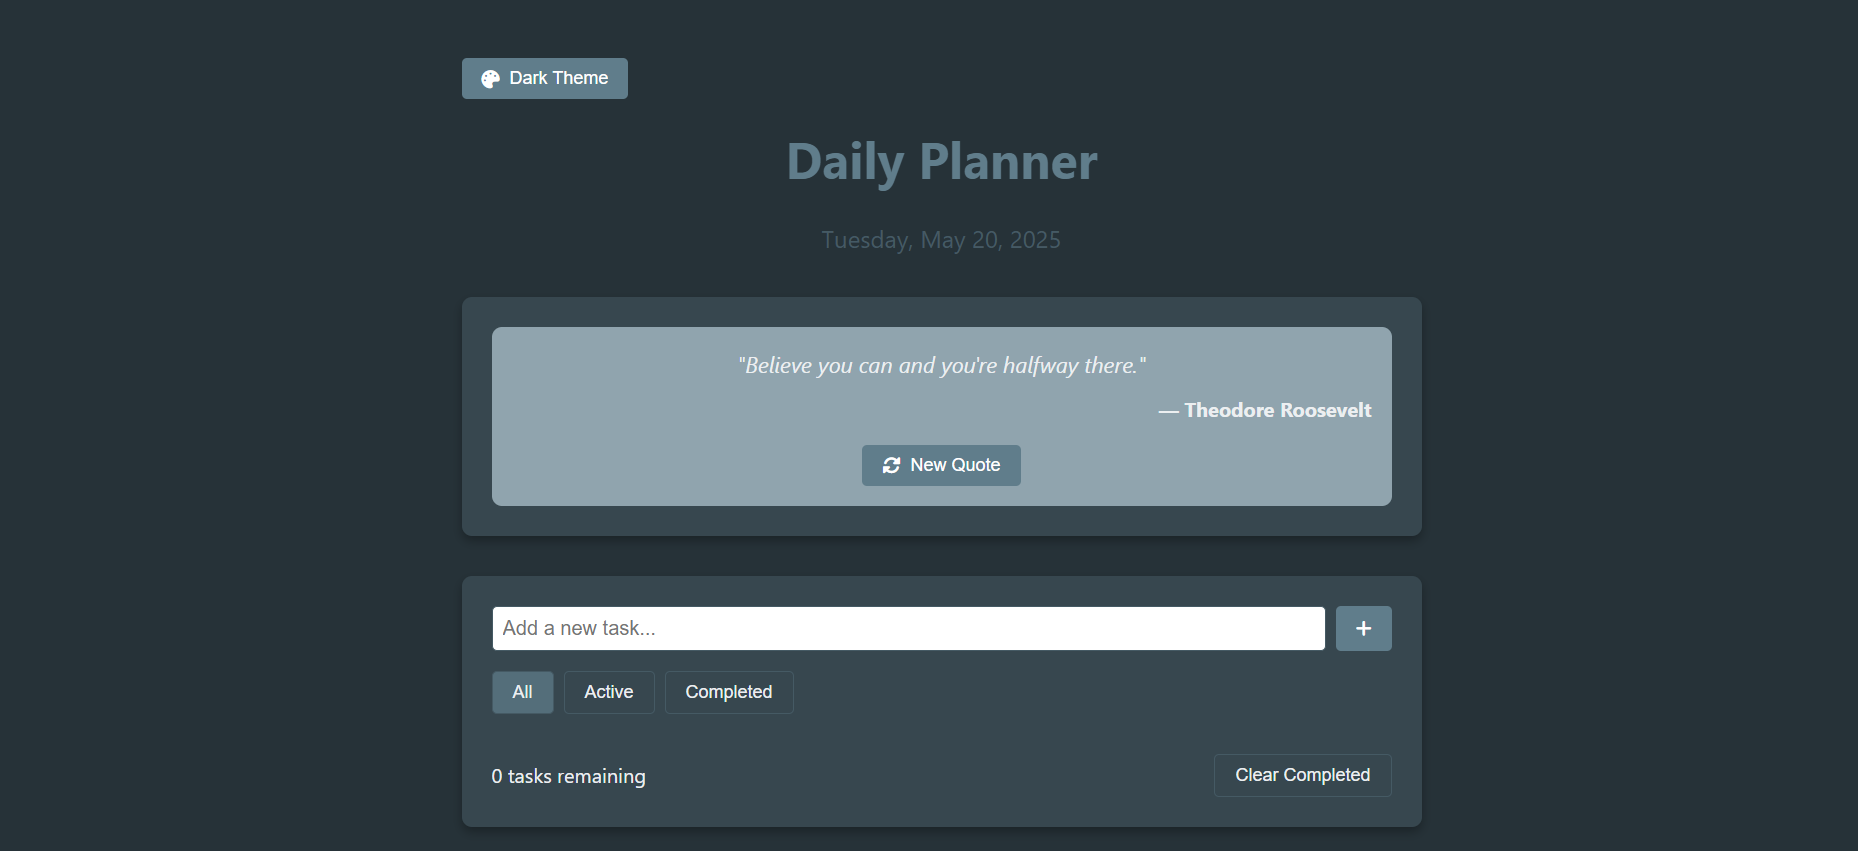 Dark Theme
Daily Planner
Tuesday, May 20, 2025
"Believe you can and you're halfway there."
— Theodore Roosevelt
New Quote
Add a new task...
+
All Active Completed
0 tasks remaining Clear Completed